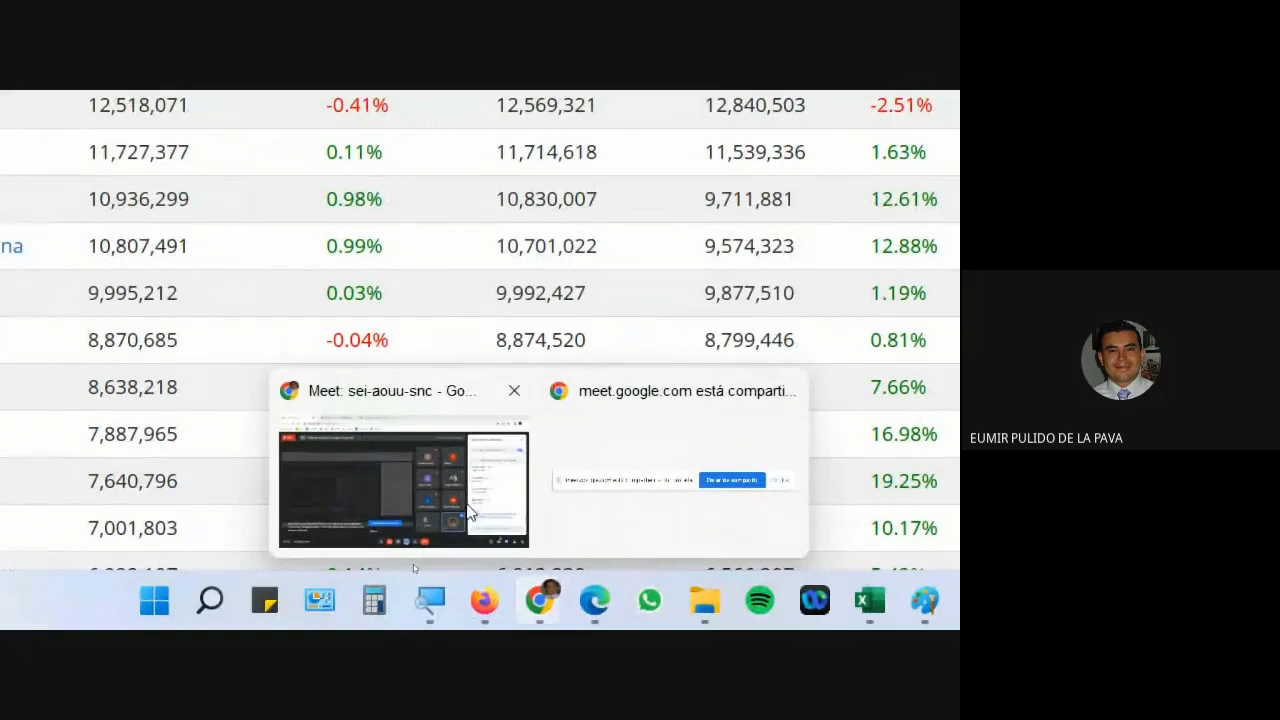 12,518,071 -0.41% 12,569,321 12,840,503 -2.51%
11,727,377 0.11% 11,714,618 11,539,336 1.63%
10,936,299 0.98% 10,830,007 9,711,881 12.61%
na 10,807,491 0.99% 10,701,022 9,574,323 12.88%
9,995,212 0.03% 9,992,427 9,877,510 1.19%
8,870,685 -0.04% 8,874,520 8,799,446 0.81%
8,638,218 7.66%
Meet: sei-aouu-snc - Go... meet.google.com está comparti...
7,887,965 16.98%
EUMIR PULIDO DE LA PAVA
7,640,796 19.25%
7,001,803 10.17%